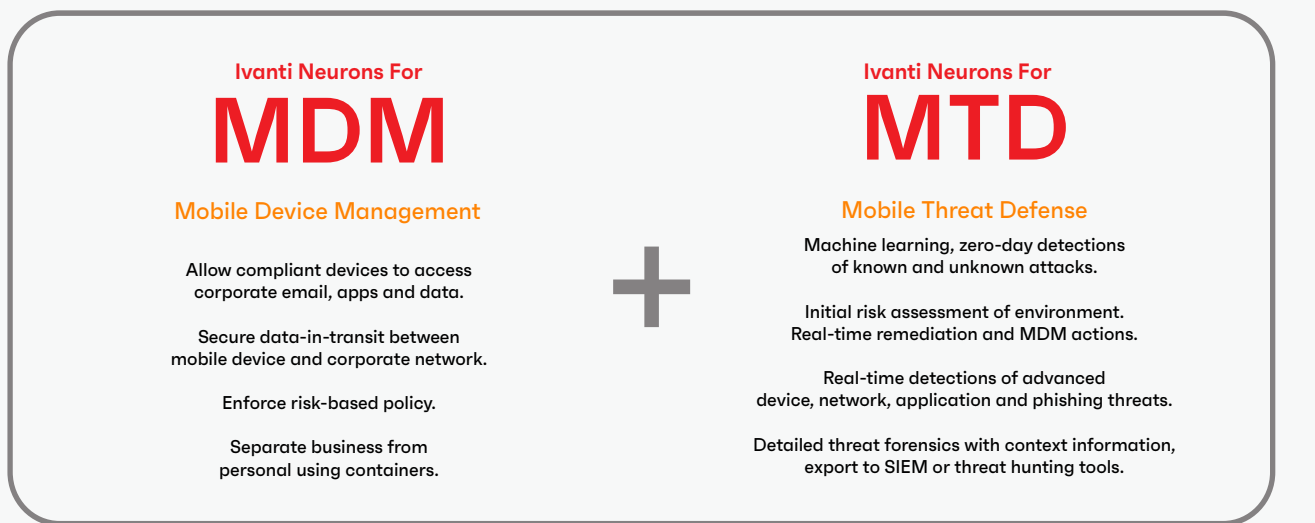 Ivanti Neurons For
MDM
Mobile Device Management
Allow compliant devices to access
corporate email, apps and data.
Secure data-in-transit between
mobile device and corporate network.
Enforce risk-based policy.
Separate business from
personal using containers.
+
Ivanti Neurons For
MTD
Mobile Threat Defense
Machine learning, zero-day detections
of known and unknown attacks.
Initial risk assessment of environment.
Real-time remediation and MDM actions.
Real-time detections of advanced
device, network, application and phishing threats.
Detailed threat forensics with context information,
export to SIEM or threat hunting tools.